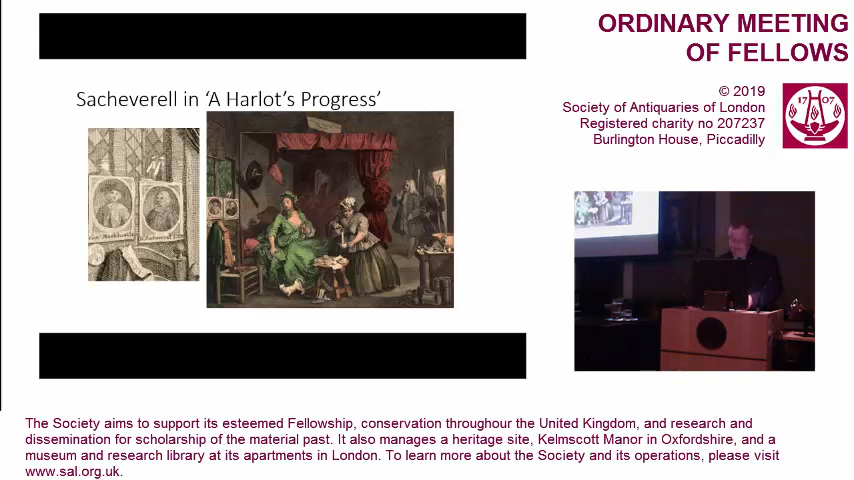 ORDINARY MEETING
OF FELLOWS
© 2019
Society of Antiquaries of London
Registered charity no 207237
Burlington House, Piccadilly
17 07
Sacheverell in ‘A Harlot’s Progress’
The Society aims to support its esteemed Fellowship, conservation throughour the United Kingdom, and research and
dissemination for scholarship of the material past. It also manages a heritage site, Kelmscott Manor in Oxfordshire, and a
museum and research library at its apartments in London. To learn more about the Society and its operations, please visit
www.sal.org.uk.